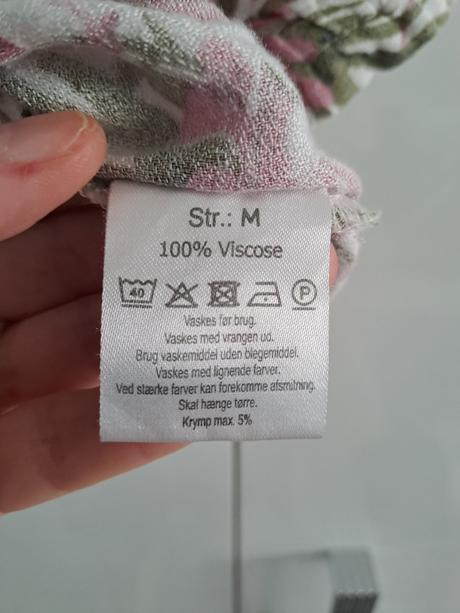 Str.: M
100% Viscose
40 P
Vaskes før brug.
Vaskes med vrangen ud.
Brug vaskemiddel uden blegemiddel.
Vaskes med lignende farver.
Ved stærke farver kan forekomme afsmitning.
Skal hænge tørre.
Krymp max. 5%